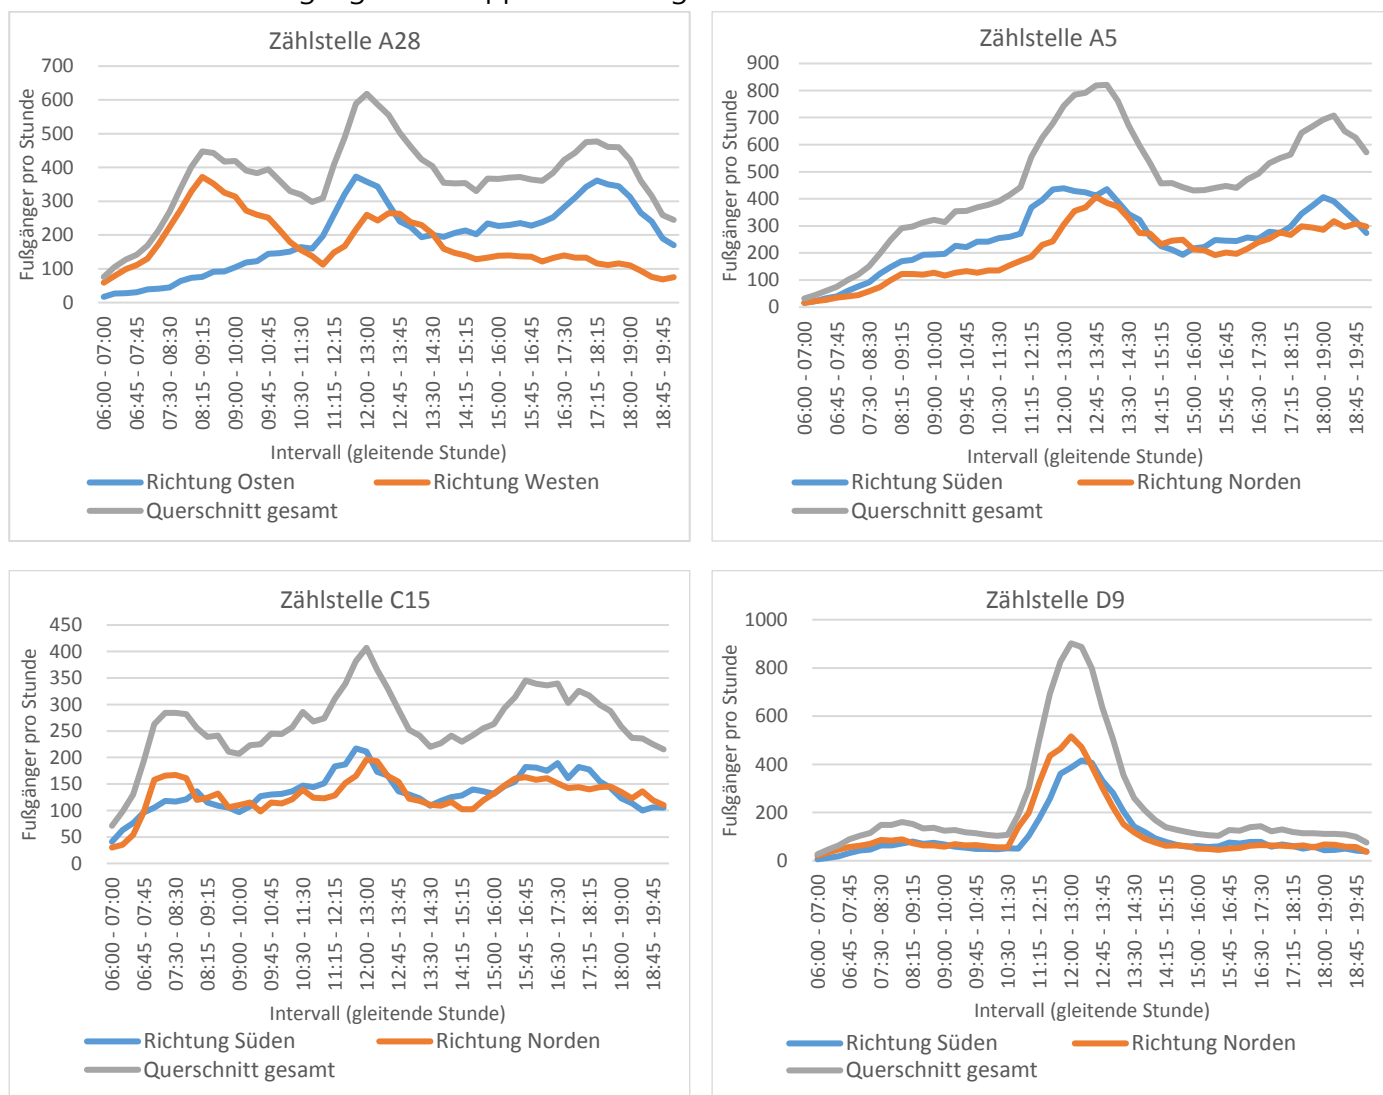 Zählstelle A28
Fußgänger pro Stunde
700
600
500
400
300
200
100
0
06:00 - 07:00
06:45 - 07:45
07:30 - 08:30
08:15 - 09:15
09:00 - 10:00
09:45 - 10:45
10:30 - 11:30
11:15 - 12:15
12:00 - 13:00
12:45 - 13:45
13:30 - 14:30
14:15 - 15:15
15:00 - 16:00
15:45 - 16:45
16:30 - 17:30
17:15 - 18:15
18:00 - 19:00
18:45 - 19:45
Intervall (gleitende Stunde)
Richtung Osten
Richtung Westen
Querschnitt gesamt
Zählstelle A5
Fußgänger pro Stunde
900
800
700
600
500
400
300
200
100
0
06:00 - 07:00
06:45 - 07:45
07:30 - 08:30
08:15 - 09:15
09:00 - 10:00
09:45 - 10:45
10:30 - 11:30
11:15 - 12:15
12:00 - 13:00
12:45 - 13:45
13:30 - 14:30
14:15 - 15:15
15:00 - 16:00
15:45 - 16:45
16:30 - 17:30
17:15 - 18:15
18:00 - 19:00
18:45 - 19:45
Intervall (gleitende Stunde)
Richtung Süden
Richtung Norden
Querschnitt gesamt
Zählstelle C15
Fußgänger pro Stunde
450
400
350
300
250
200
150
100
50
0
06:00 - 07:00
06:45 - 07:45
07:30 - 08:30
08:15 - 09:15
09:00 - 10:00
09:45 - 10:45
10:30 - 11:30
11:15 - 12:15
12:00 - 13:00
12:45 - 13:45
13:30 - 14:30
14:15 - 15:15
15:00 - 16:00
15:45 - 16:45
16:30 - 17:30
17:15 - 18:15
18:00 - 19:00
18:45 - 19:45
Intervall (gleitende Stunde)
Richtung Süden
Richtung Norden
Querschnitt gesamt
Zählstelle D9
Fußgänger pro Stunde
1000
800
600
400
200
0
06:00 - 07:00
06:45 - 07:45
07:30 - 08:30
08:15 - 09:15
09:00 - 10:00
09:45 - 10:45
10:30 - 11:30
11:15 - 12:15
12:00 - 13:00
12:45 - 13:45
13:30 - 14:30
14:15 - 15:15
15:00 - 16:00
15:45 - 16:45
16:30 - 17:30
17:15 - 18:15
18:00 - 19:00
18:45 - 19:45
Intervall (gleitende Stunde)
Richtung Süden
Richtung Norden
Querschnitt gesamt